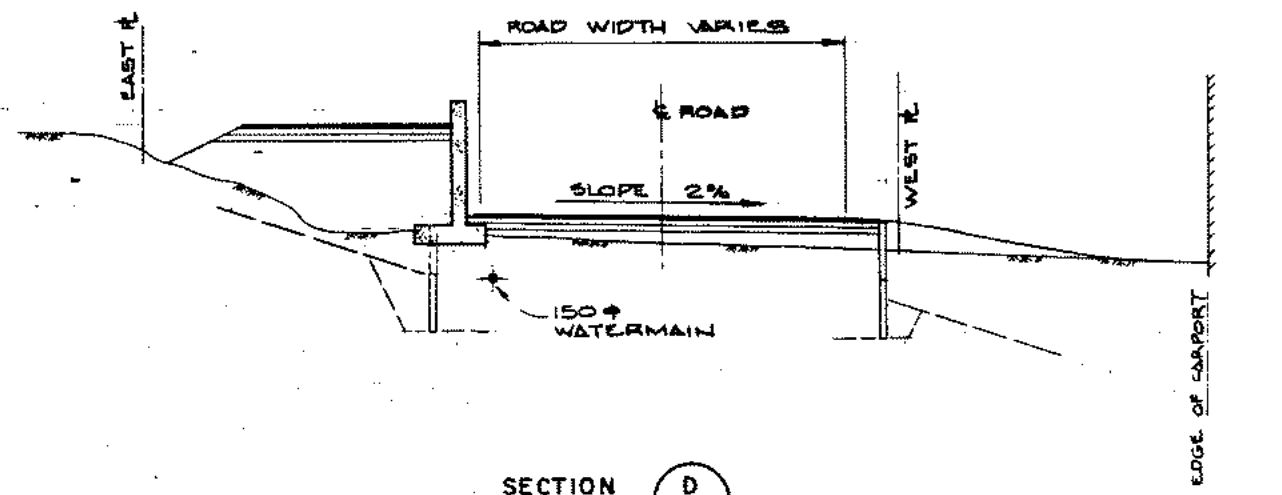 ROAD WIDTH VARIES
EAST ⅊
℄ ROAD
WEST ⅊
SLOPE 2%
150 ⌀
WATERMAIN
EDGE OF CARPORT
SECTION D